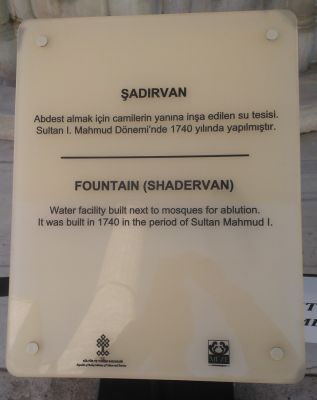 ŞADIRVAN
Abdest almak için camilerin yanına inşa edilen su tesisi.
Sultan I. Mahmud Dönemi'nde 1740 yılında yapılmıştır.
FOUNTAIN (SHADERVAN)
Water facility built next to mosques for ablution.
It was built in 1740 in the period of Sultan Mahmud I.
MÜZE